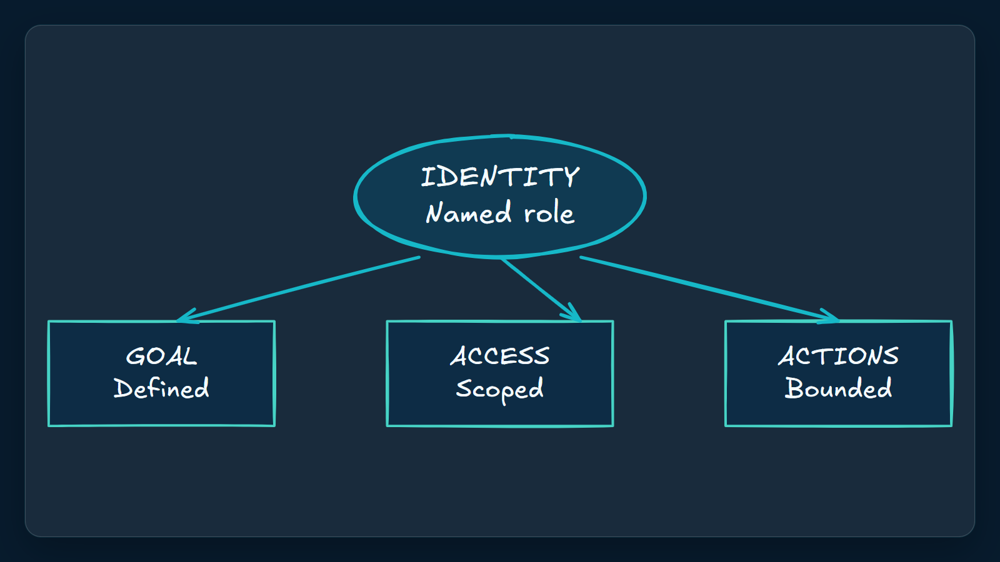 IDENTITY
Named role
GOAL
Defined
ACCESS
Scoped
ACTIONS
Bounded